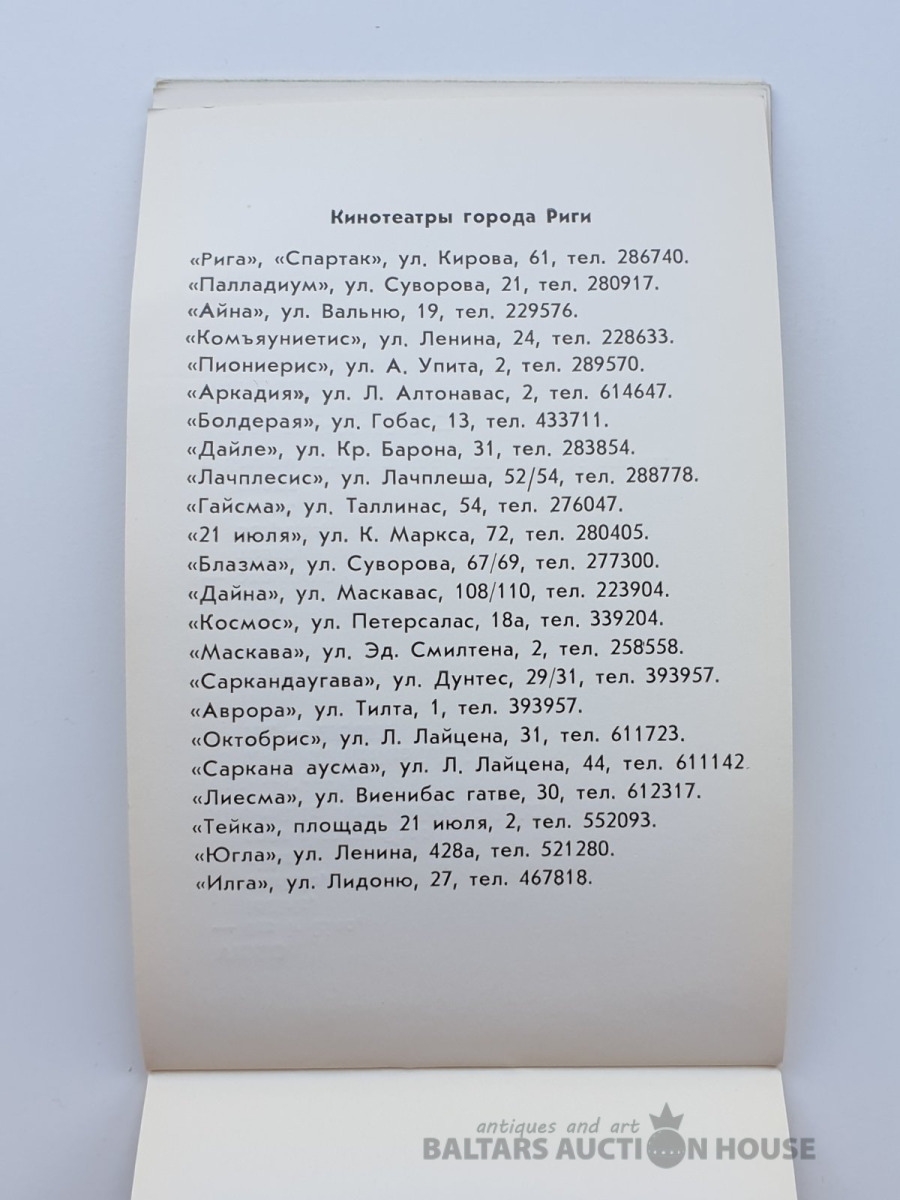 Кинотеатры города Риги
«Рига», «Спартак», ул. Кирова, 61, тел. 286740.
«Палладиум», ул. Суворова, 21, тел. 280917.
«Айна», ул. Вальню, 19, тел. 229576.
«Комъяуниетис», ул. Ленина, 24, тел. 228633.
«Пиониерис», ул. А. Упита, 2, тел. 289570.
«Аркадия», ул. Л. Алтонавас, 2, тел. 614647.
«Болдерая», ул. Гобас, 13, тел. 433711.
«Дайле», ул. Кр. Барона, 31, тел. 283854.
«Лачплесис», ул. Лачплеша, 52/54, тел. 288778.
«Гайсма», ул. Таллинас, 54, тел. 276047.
«21 июля», ул. К. Маркса, 72, тел. 280405.
«Блазма», ул. Суворова, 67/69, тел. 277300.
«Дайна», ул. Маскавас, 108/110, тел. 223904.
«Космос», ул. Петерсалас, 18а, тел. 339204.
«Маскава», ул. Эд. Смилтена, 2, тел. 258558.
«Саркандаугава», ул. Дунтес, 29/31, тел. 393957.
«Аврора», ул. Тилта, 1, тел. 393957.
«Октобрис», ул. Л. Лайцена, 31, тел. 611723.
«Саркана аусма», ул. Л. Лайцена, 44, тел. 611142.
«Лиесма», ул. Виенибас гатве, 30, тел. 612317.
«Тейка», площадь 21 июля, 2, тел. 552093.
«Югла», ул. Ленина, 428а, тел. 521280.
«Илга», ул. Лидоню, 27, тел. 467818.
antiques and art
BALTARS AUCTION HOUSE